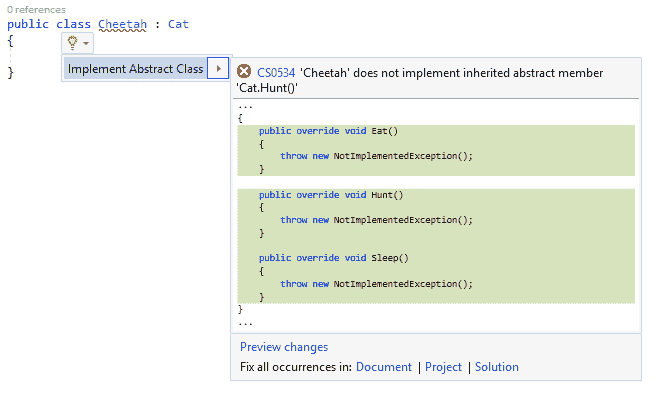 0 references
public class Cheetah : Cat
{
}
Implement Abstract Class
CS0534 'Cheetah' does not implement inherited abstract member
'Cat.Hunt()'
...
{
public override void Eat()
{
throw new NotImplementedException();
}
public override void Hunt()
{
throw new NotImplementedException();
}
public override void Sleep()
{
throw new NotImplementedException();
}
}
...
Preview changes
Fix all occurrences in: Document | Project | Solution